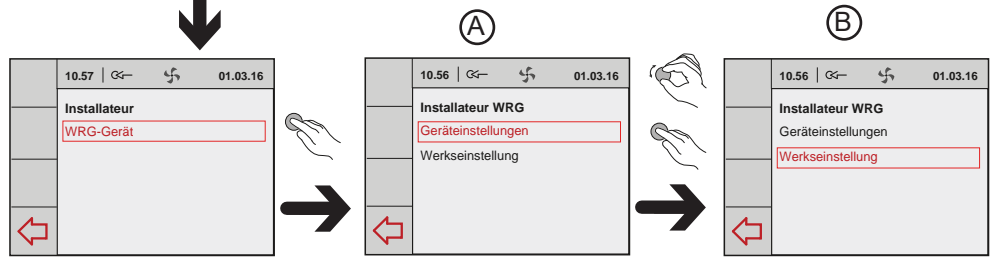 A
B
10.57 01.03.16
Installateur
WRG-Gerät
10.56 01.03.16
Installateur WRG
Geräteinstellungen
Werkseinstellung
10.56 01.03.16
Installateur WRG
Geräteinstellungen
Werkseinstellung